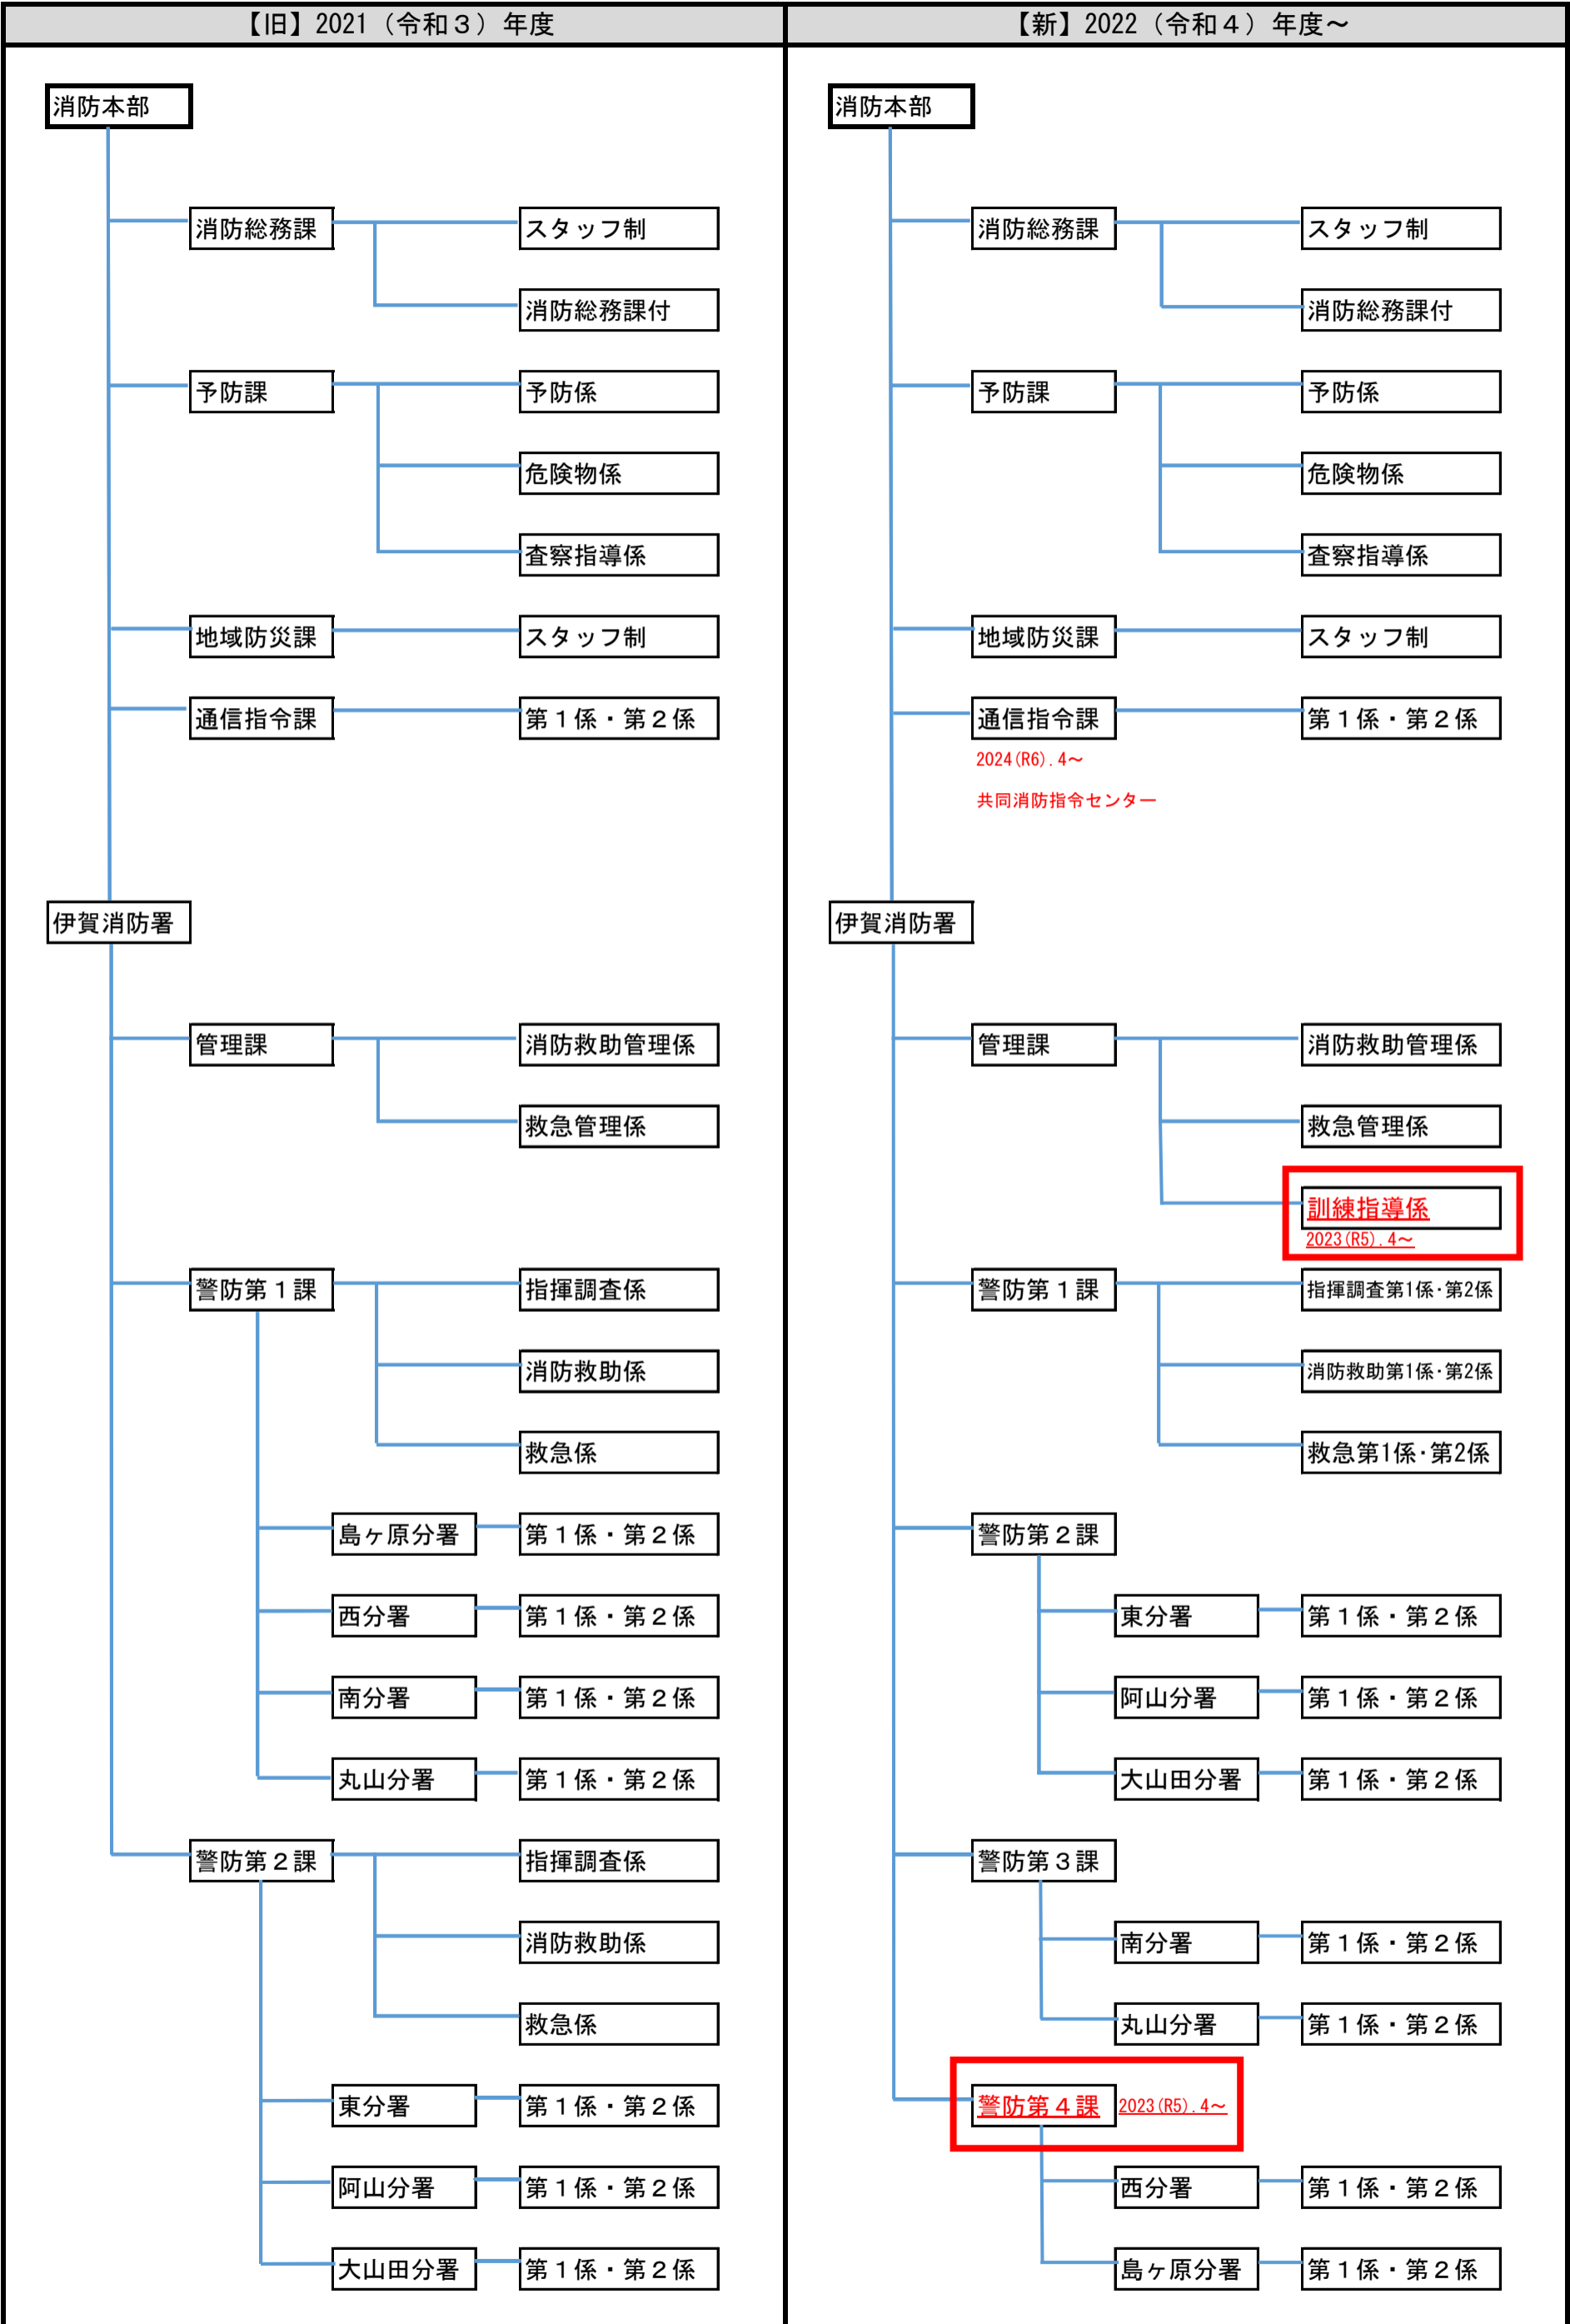 【旧】2021（令和３）年度
消防本部
消防総務課
スタッフ制
消防総務課付
予防課
予防係
危険物係
査察指導係
地域防災課
スタッフ制
通信指令課
第１係・第２係
伊賀消防署
管理課
消防救助管理係
救急管理係
警防第１課
指揮調査係
消防救助係
救急係
島ヶ原分署
第１係・第２係
西分署
第１係・第２係
南分署
第１係・第２係
丸山分署
第１係・第２係
警防第２課
指揮調査係
消防救助係
救急係
東分署
第１係・第２係
阿山分署
第１係・第２係
大山田分署
第１係・第２係
【新】2022（令和４）年度～
消防本部
消防総務課
スタッフ制
消防総務課付
予防課
予防係
危険物係
査察指導係
地域防災課
スタッフ制
通信指令課
第１係・第２係
2024(R6).4～
共同消防指令センター
伊賀消防署
管理課
消防救助管理係
救急管理係
訓練指導係
2023(R5).4～
警防第１課
指揮調査第1係・第2係
消防救助第1係・第2係
救急第1係・第2係
警防第２課
東分署
第１係・第２係
阿山分署
第１係・第２係
大山田分署
第１係・第２係
警防第３課
南分署
第１係・第２係
丸山分署
第１係・第２係
警防第４課
2023(R5).4～
西分署
第１係・第２係
島ヶ原分署
第１係・第２係